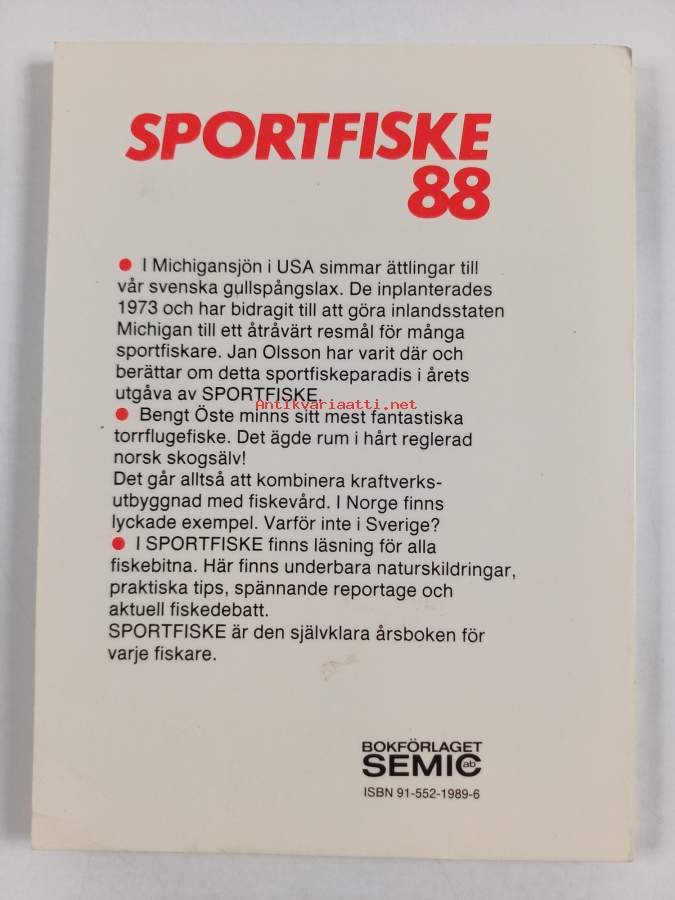 SPORTFISKE
88
● I Michigansjön i USA simmar ättlingar till
vår svenska gullspångslax. De inplanterades
1973 och har bidragit till att göra inlandsstaten
Michigan till ett åtråvärt resmål för många
sportfiskare. Jan Olsson har varit där och
berättar om detta sportfiskeparadis i årets
utgåva av SPORTFISKE.
Antikvariaatti.net
● Bengt Öste minns sitt mest fantastiska
torrflugefiske. Det ägde rum i hårt reglerad
norsk skogsälv!
Det går alltså att kombinera kraftverks-
utbyggnad med fiskevård. I Norge finns
lyckade exempel. Varför inte i Sverige?
● I SPORTFISKE finns läsning för alla
fiskebitna. Här finns underbara naturskildringar,
praktiska tips, spännande reportage och
aktuell fiskedebatt.
SPORTFISKE är den självklara årsboken för
varje fiskare.
BOKFÖRLAGET
SEMIC ab
ISBN 91-552-1989-6